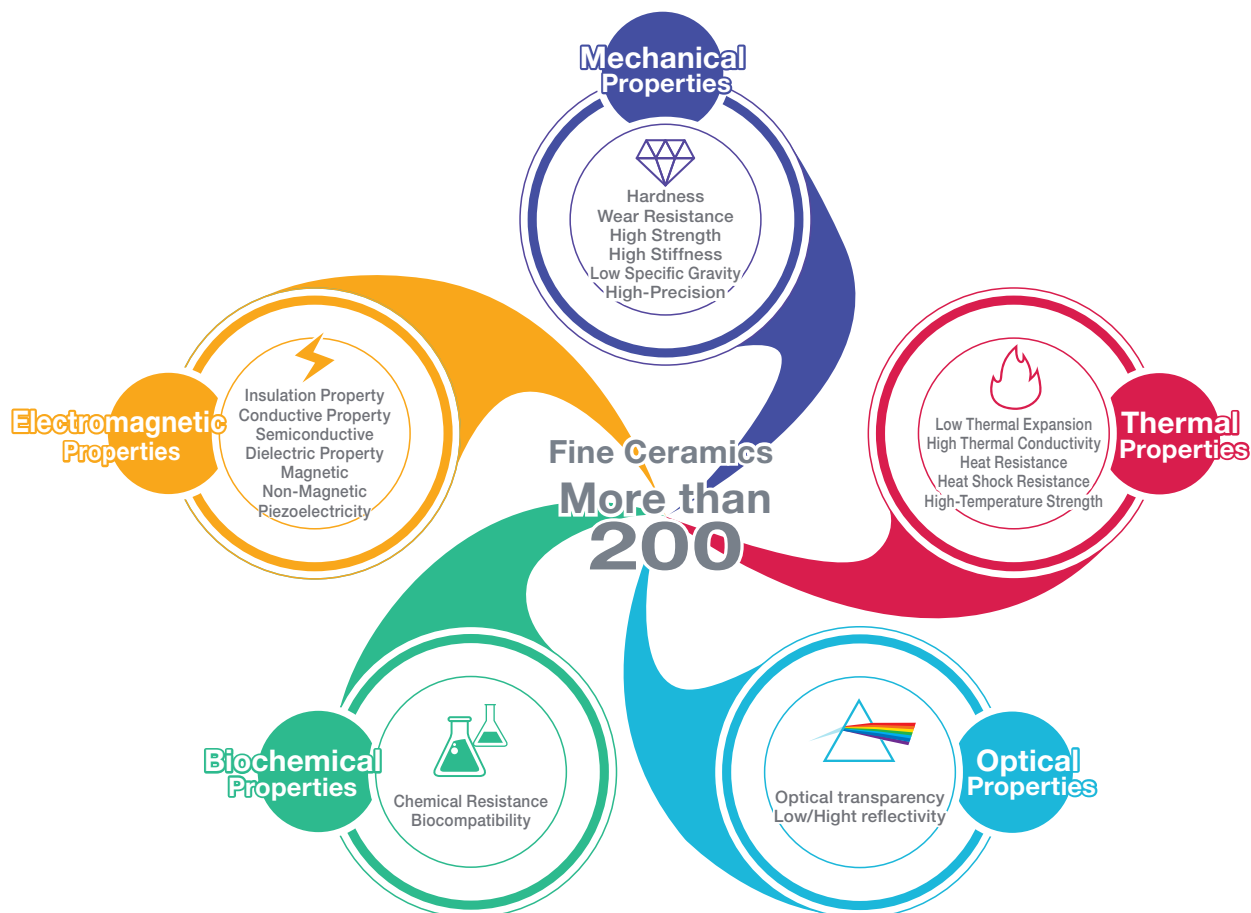 Mechanical
Properties
Hardness
Wear Resistance
High Strength
High Stiffness
Low Specific Gravity
High-Precision
Electromagnetic
Properties
Insulation Property
Conductive Property
Semiconductive
Dielectric Property
Magnetic
Non-Magnetic
Piezoelectricity
Thermal
Properties
Low Thermal Expansion
High Thermal Conductivity
Heat Resistance
Heat Shock Resistance
High-Temperature Strength
Fine Ceramics
More than
200
Biochemical
Properties
Chemical Resistance
Biocompatibility
Optical
Properties
Optical transparency
Low/Hight reflectivity